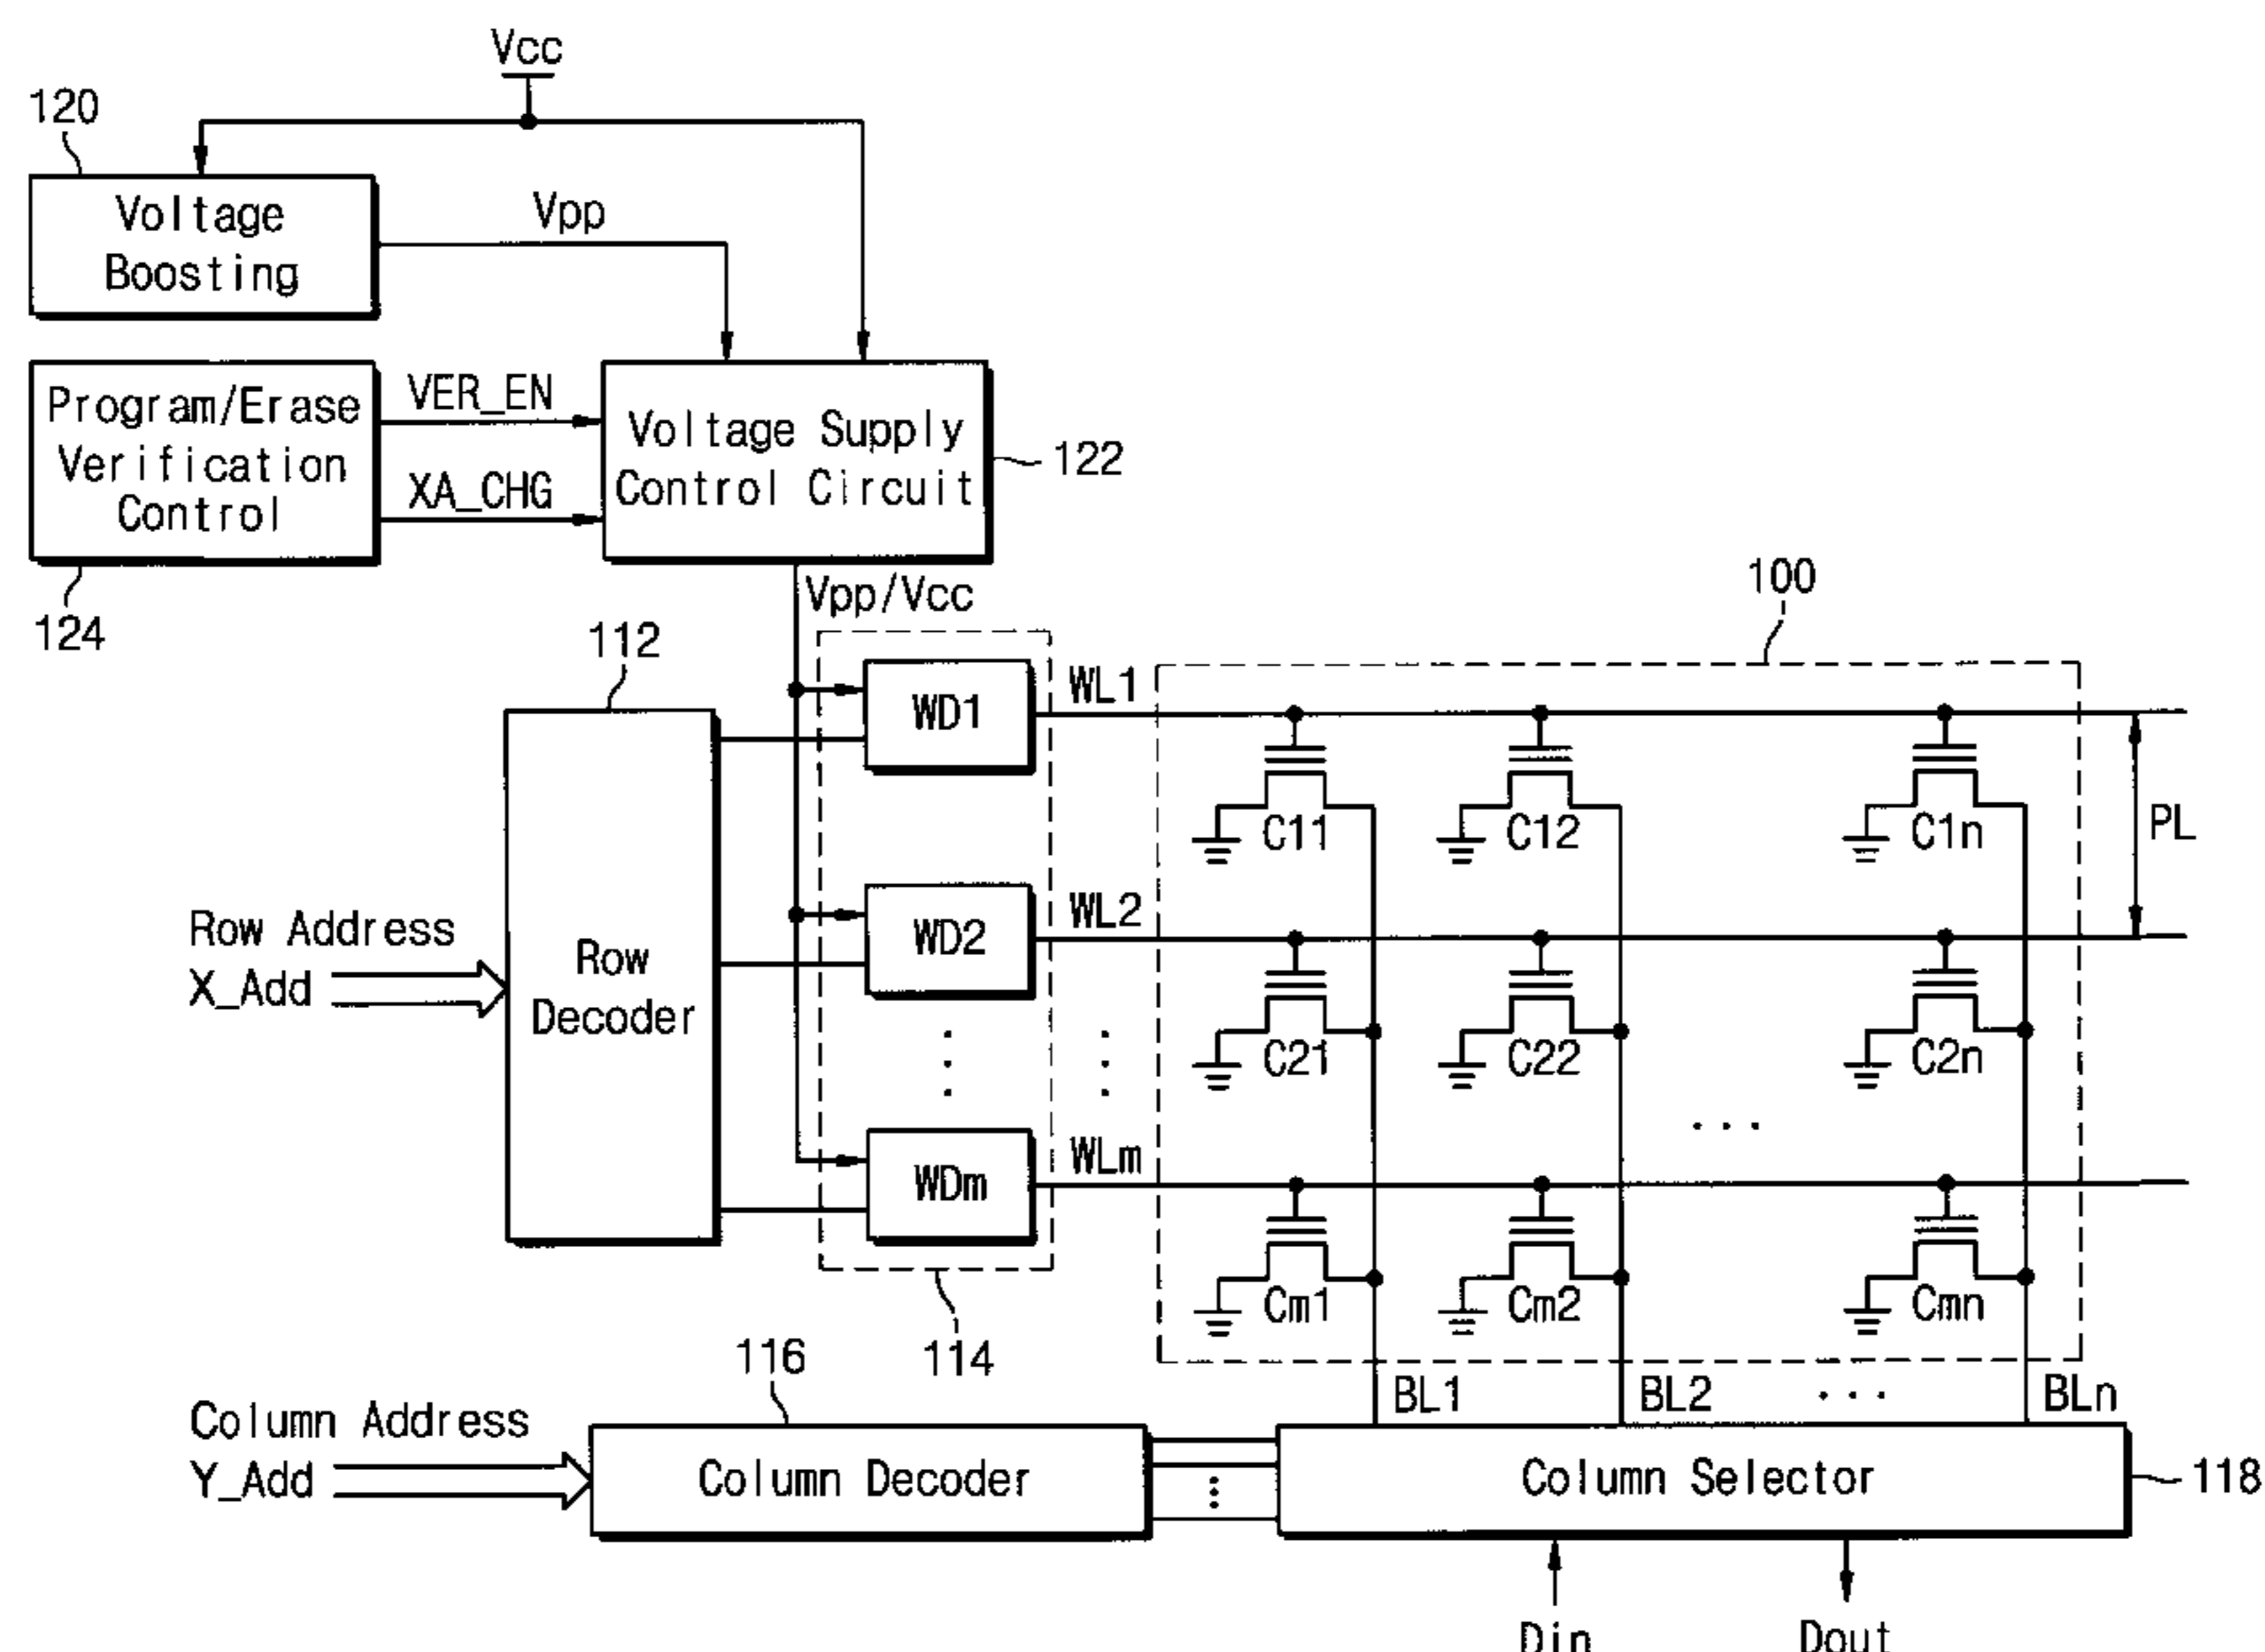 Vcc
120
Voltage
Boosting
Vpp
Program/Erase
Verification
Control
VER_EN
XA_CHG
Voltage Supply
Control Circuit
122
124
Vpp/Vcc
100
112
WD1
WL1
C11
C12
C1n
PL
Row Address
X_Add
Row
Decoder
WD2
WL2
C21
C22
C2n
WDm
WLm
Cm1
Cm2
Cmn
114
116
BL1
BL2
BLn
Column Address
Y_Add
Column Decoder
Column Selector
118
Din
Dout